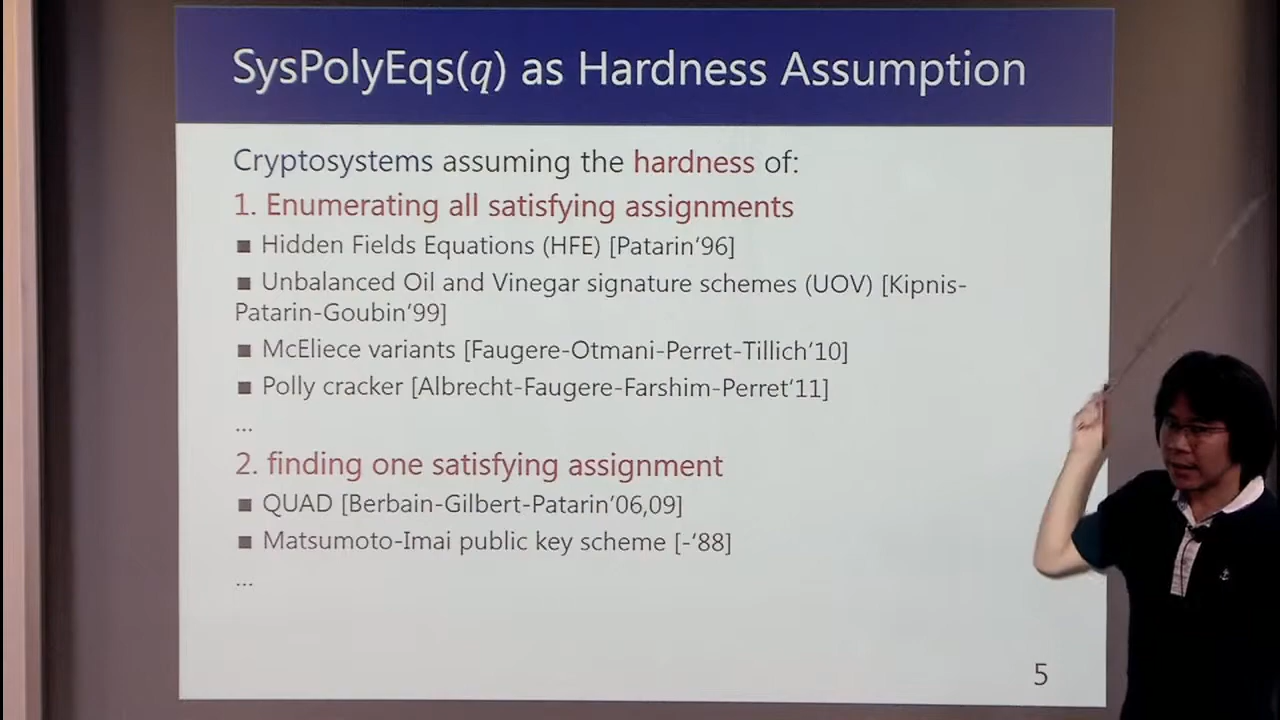 SysPolyEqs(q) as Hardness Assumption
Cryptosystems assuming the hardness of:
1. Enumerating all satisfying assignments
■ Hidden Fields Equations (HFE) [Patarin'96]
■ Unbalanced Oil and Vinegar signature schemes (UOV) [Kipnis-
Patarin-Goubin'99]
■ McEliece variants [Faugere-Otmani-Perret-Tillich'10]
■ Polly cracker [Albrecht-Faugere-Farshim-Perret'11]
...
2. finding one satisfying assignment
■ QUAD [Berbain-Gilbert-Patarin'06,09]
■ Matsumoto-Imai public key scheme [-‘88]
...
5